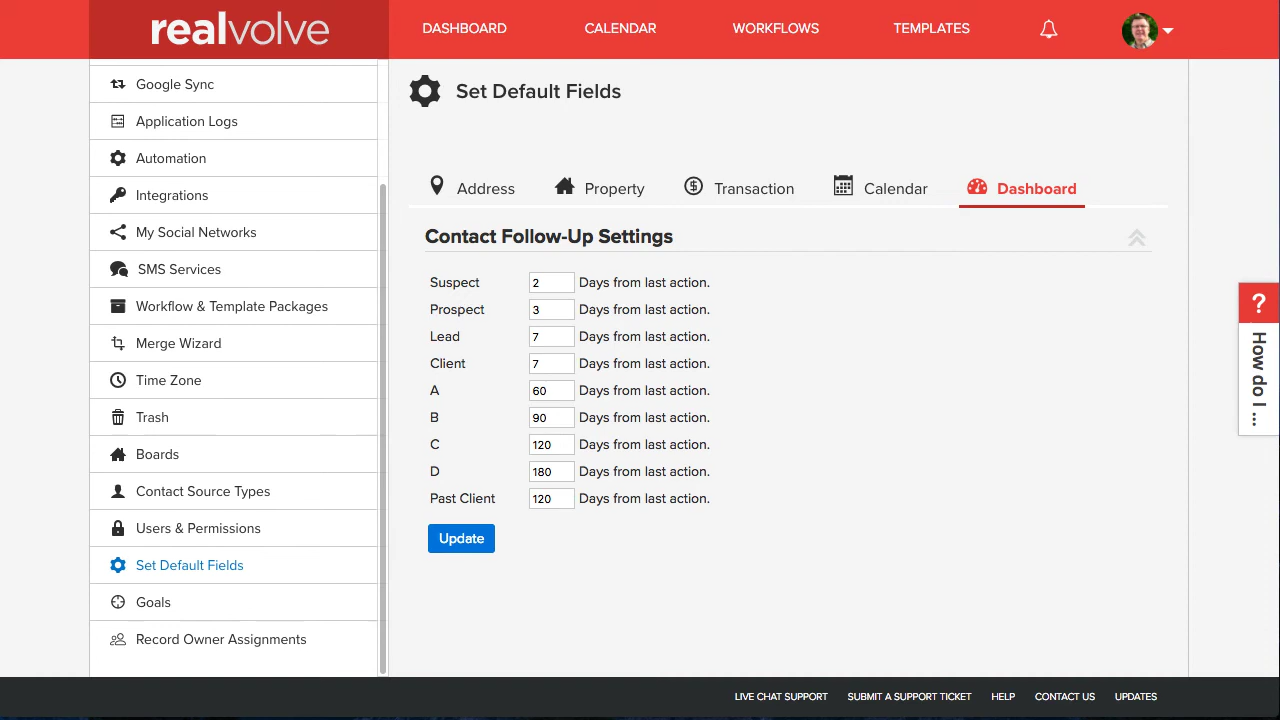 realvolve
DASHBOARD CALENDAR WORKFLOWS TEMPLATES
Google Sync
Application Logs
Automation
Integrations
My Social Networks
SMS Services
Workflow & Template Packages
Merge Wizard
Time Zone
Trash
Boards
Contact Source Types
Users & Permissions
Set Default Fields
Goals
Record Owner Assignments
Set Default Fields
Address Property Transaction Calendar Dashboard
Contact Follow-Up Settings
Suspect 2 Days from last action.
Prospect 3 Days from last action.
Lead 7 Days from last action.
Client 7 Days from last action.
A 60 Days from last action.
B 90 Days from last action.
C 120 Days from last action.
D 180 Days from last action.
Past Client 120 Days from last action.
Update
?
How do I ...
LIVE CHAT SUPPORT SUBMIT A SUPPORT TICKET HELP CONTACT US UPDATES